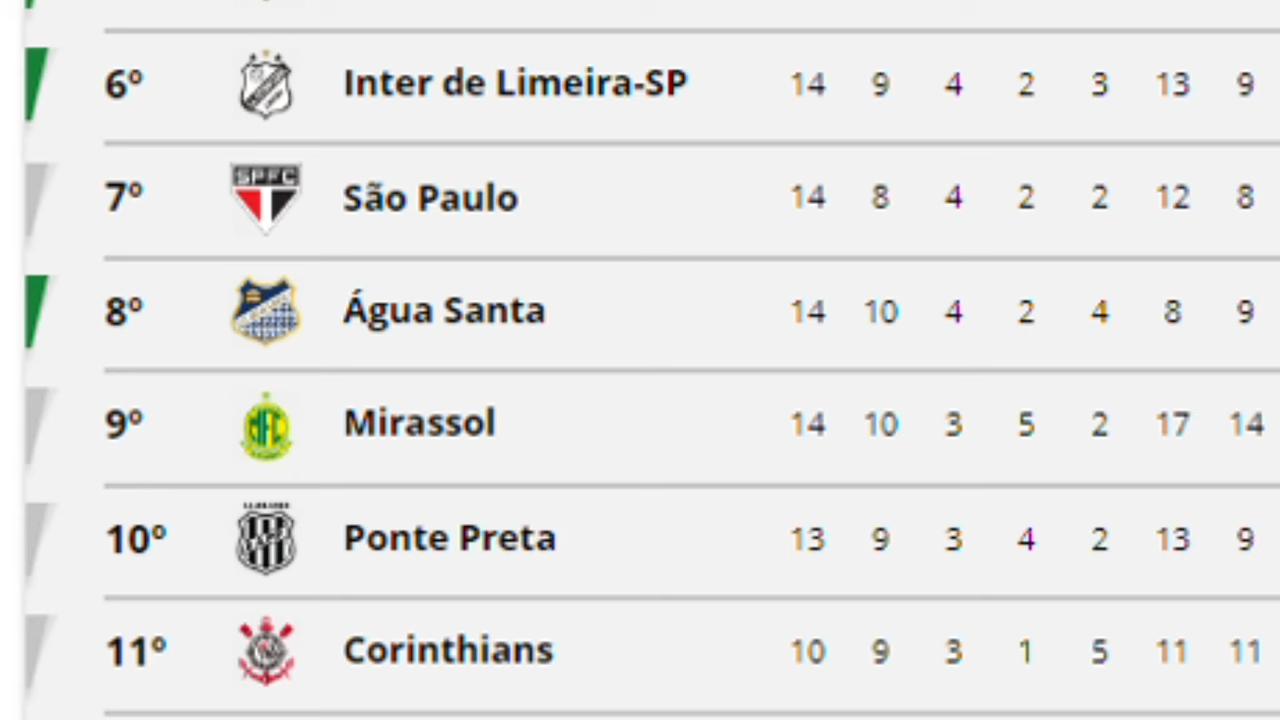 6º Inter de Limeira-SP 14 9 4 2 3 13 9
SPFC
7º São Paulo 14 8 4 2 2 12 8
8º Água Santa 14 10 4 2 4 8 9
MFC
9º Mirassol 14 10 3 5 2 17 14
10º Ponte Preta 13 9 3 4 2 13 9
11º Corinthians 10 9 3 1 5 11 11